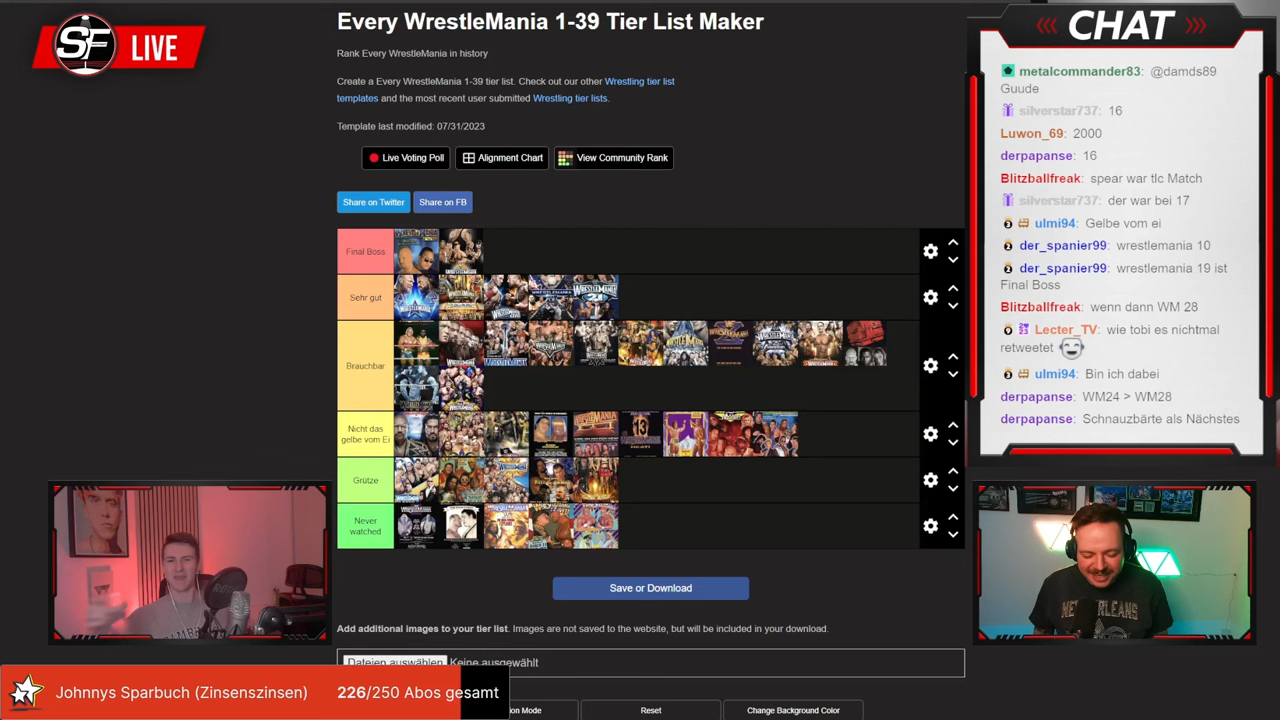 SF LIVE
Every WrestleMania 1-39 Tier List Maker
Rank Every WrestleMania in history
Create a Every WrestleMania 1-39 tier list. Check out our other Wrestling tier list
templates and the most recent user submitted Wrestling tier lists.
Template last modified: 07/31/2023
Live Voting Poll
Alignment Chart
View Community Rank
Share on Twitter
Share on FB
Final Boss
Sehr gut
Brauchbar
Nicht das
gelbe vom Ei
Grütze
Never
watched
Save or Download
Add additional images to your tier list. Images are not saved to the website, but will be included in your download.
Dateien auswählen Keine ausgewählt
on Mode
Reset
Change Background Color
Johnnys Sparbuch (Zinsenszinsen) 226/250 Abos gesamt
CHAT
metalcommander83: @damds89
Guude
silverstar737: 16
Luwon_69: 2000
derpapanse: 16
Blitzballfreak: spear war tlc Match
silverstar737: der war bei 17
ulmi94: Gelbe vom ei
der_spanier99: wrestlemania 10
der_spanier99: wrestlemania 19 ist
Final Boss
Blitzballfreak: wenn dann WM 28
Lecter_TV: wie tobi es nichtmal
retweetet
ulmi94: Bin ich dabei
derpapanse: WM24 > WM28
derpapanse: Schnauzbärte als Nächstes